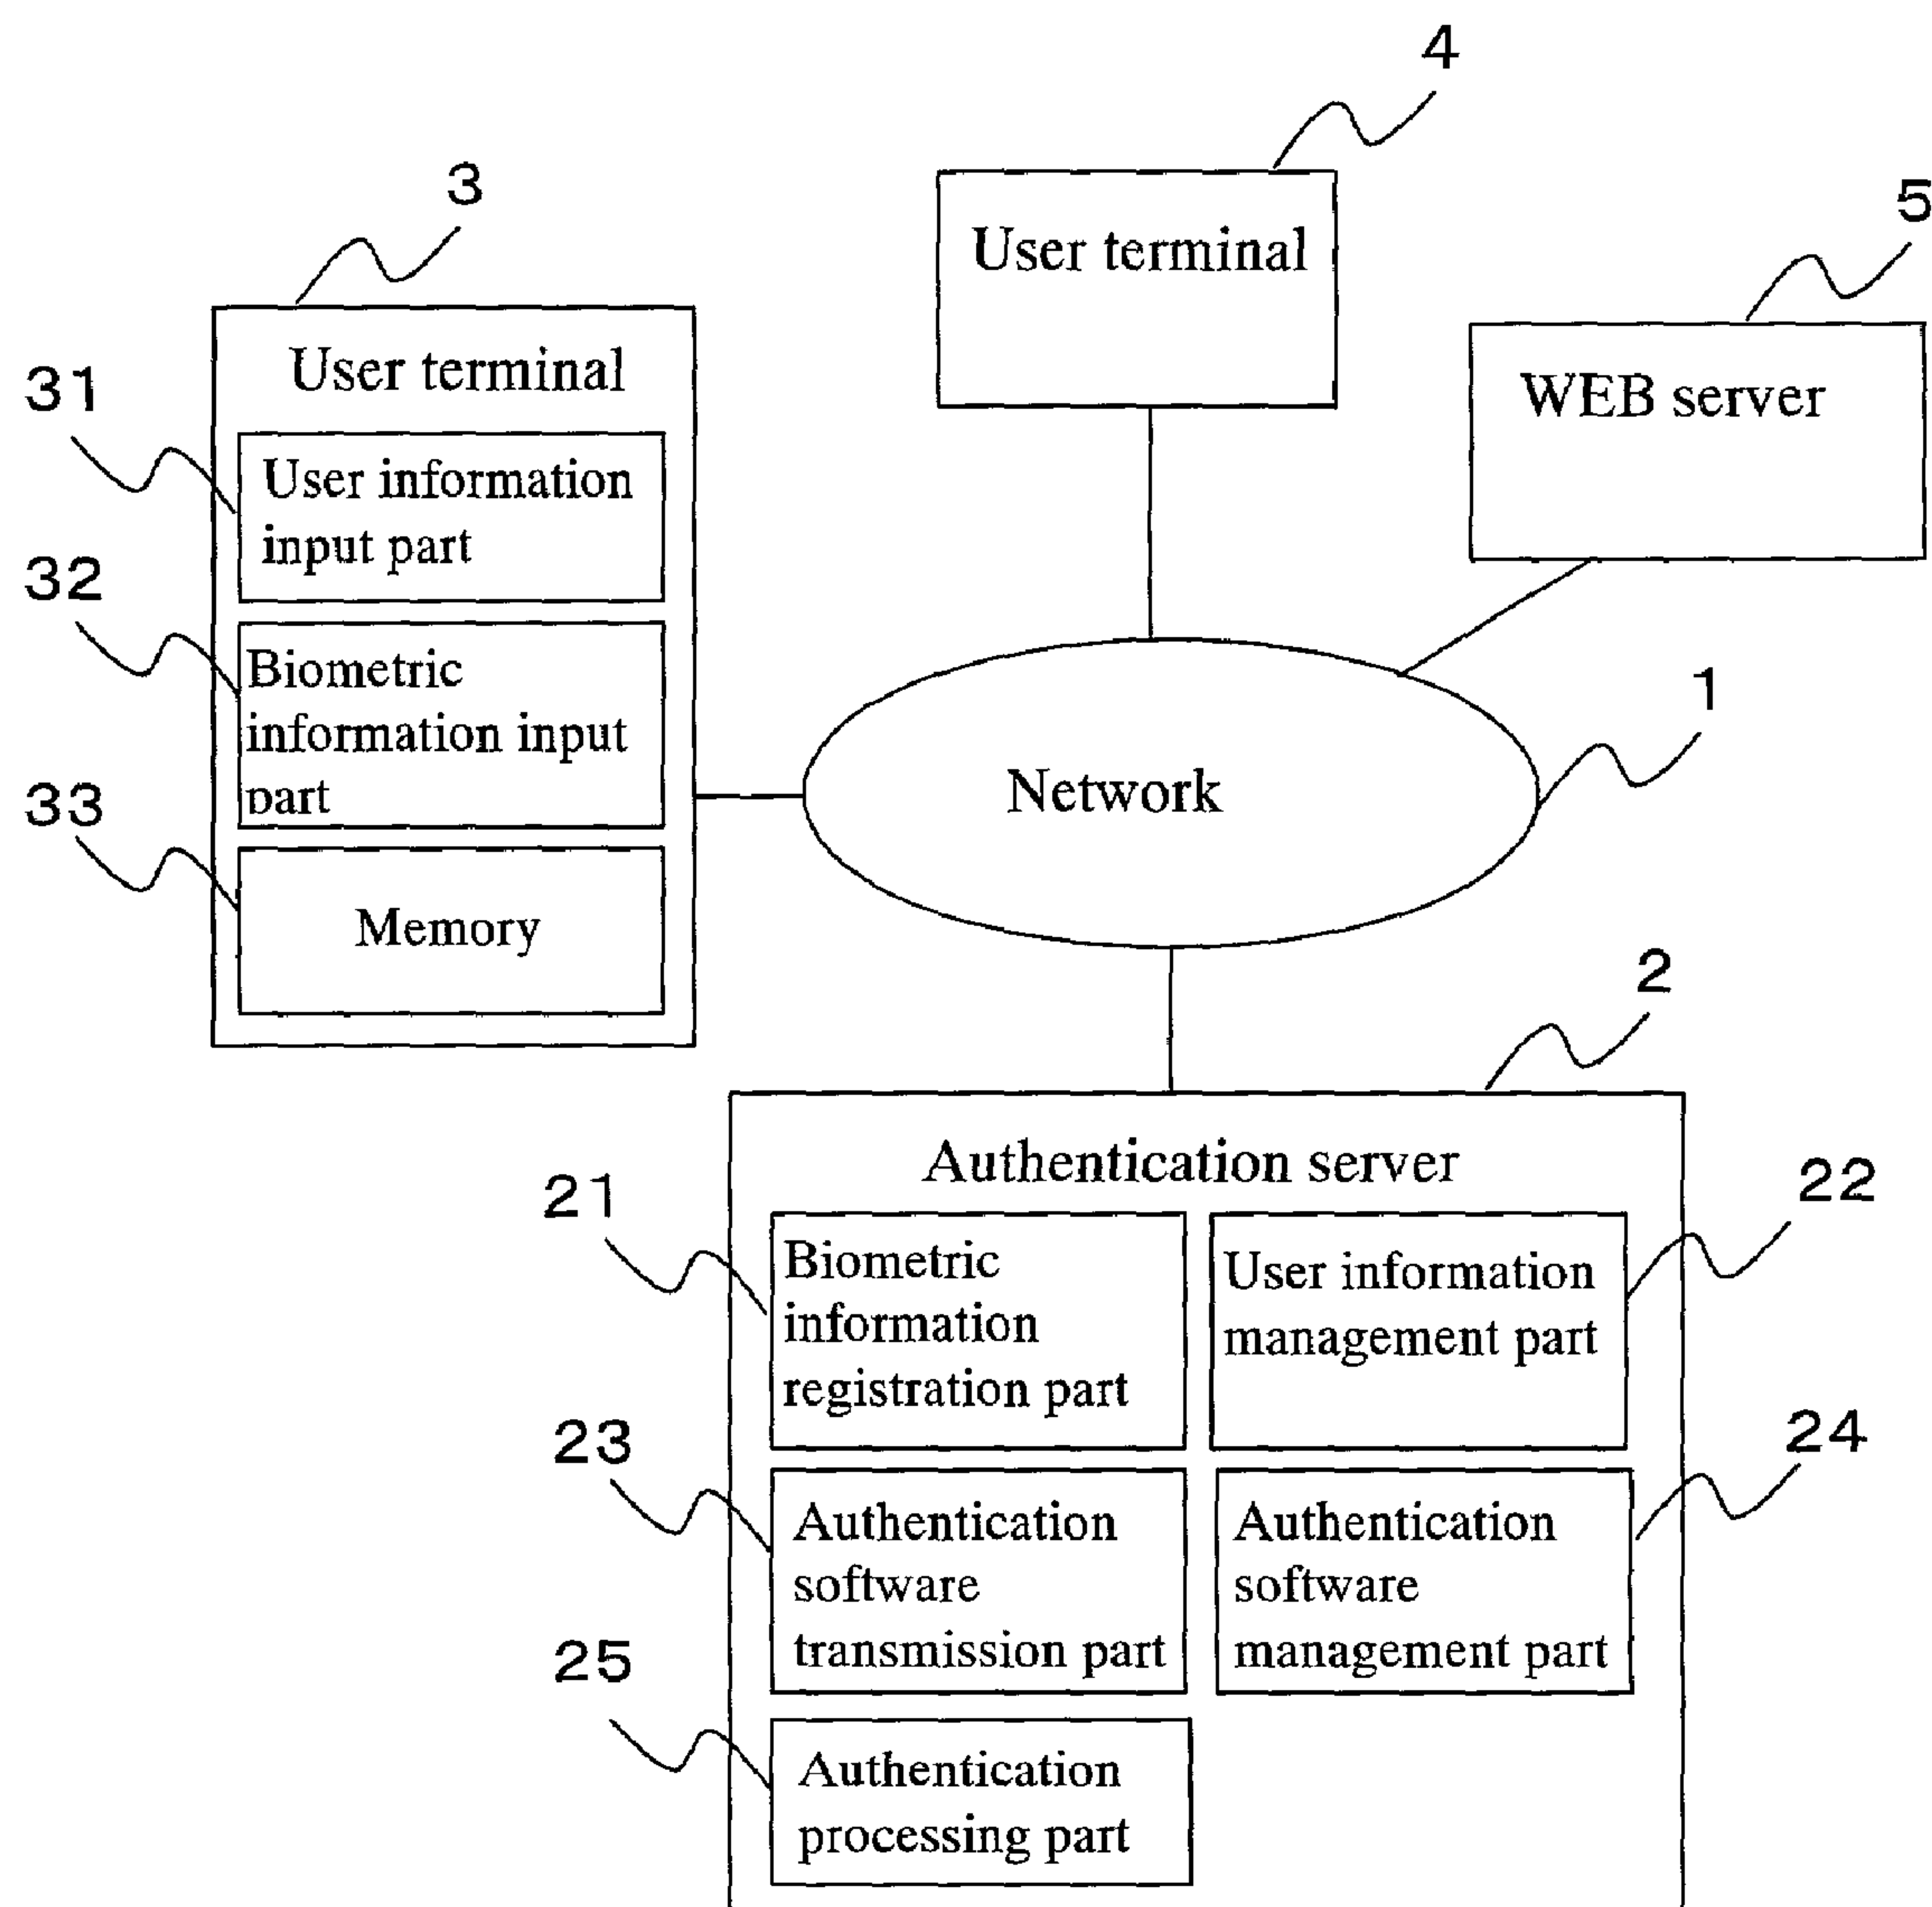 4
3
User terminal
5
User terminal
WEB server
31
User information
input part
32
Biometric
information input
part
1
Network
33
Memory
2
Authentication server
21
22
Biometric
information
registration part
User information
management part
23
24
Authentication
software
transmission part
Authentication
software
management part
25
Authentication
processing part